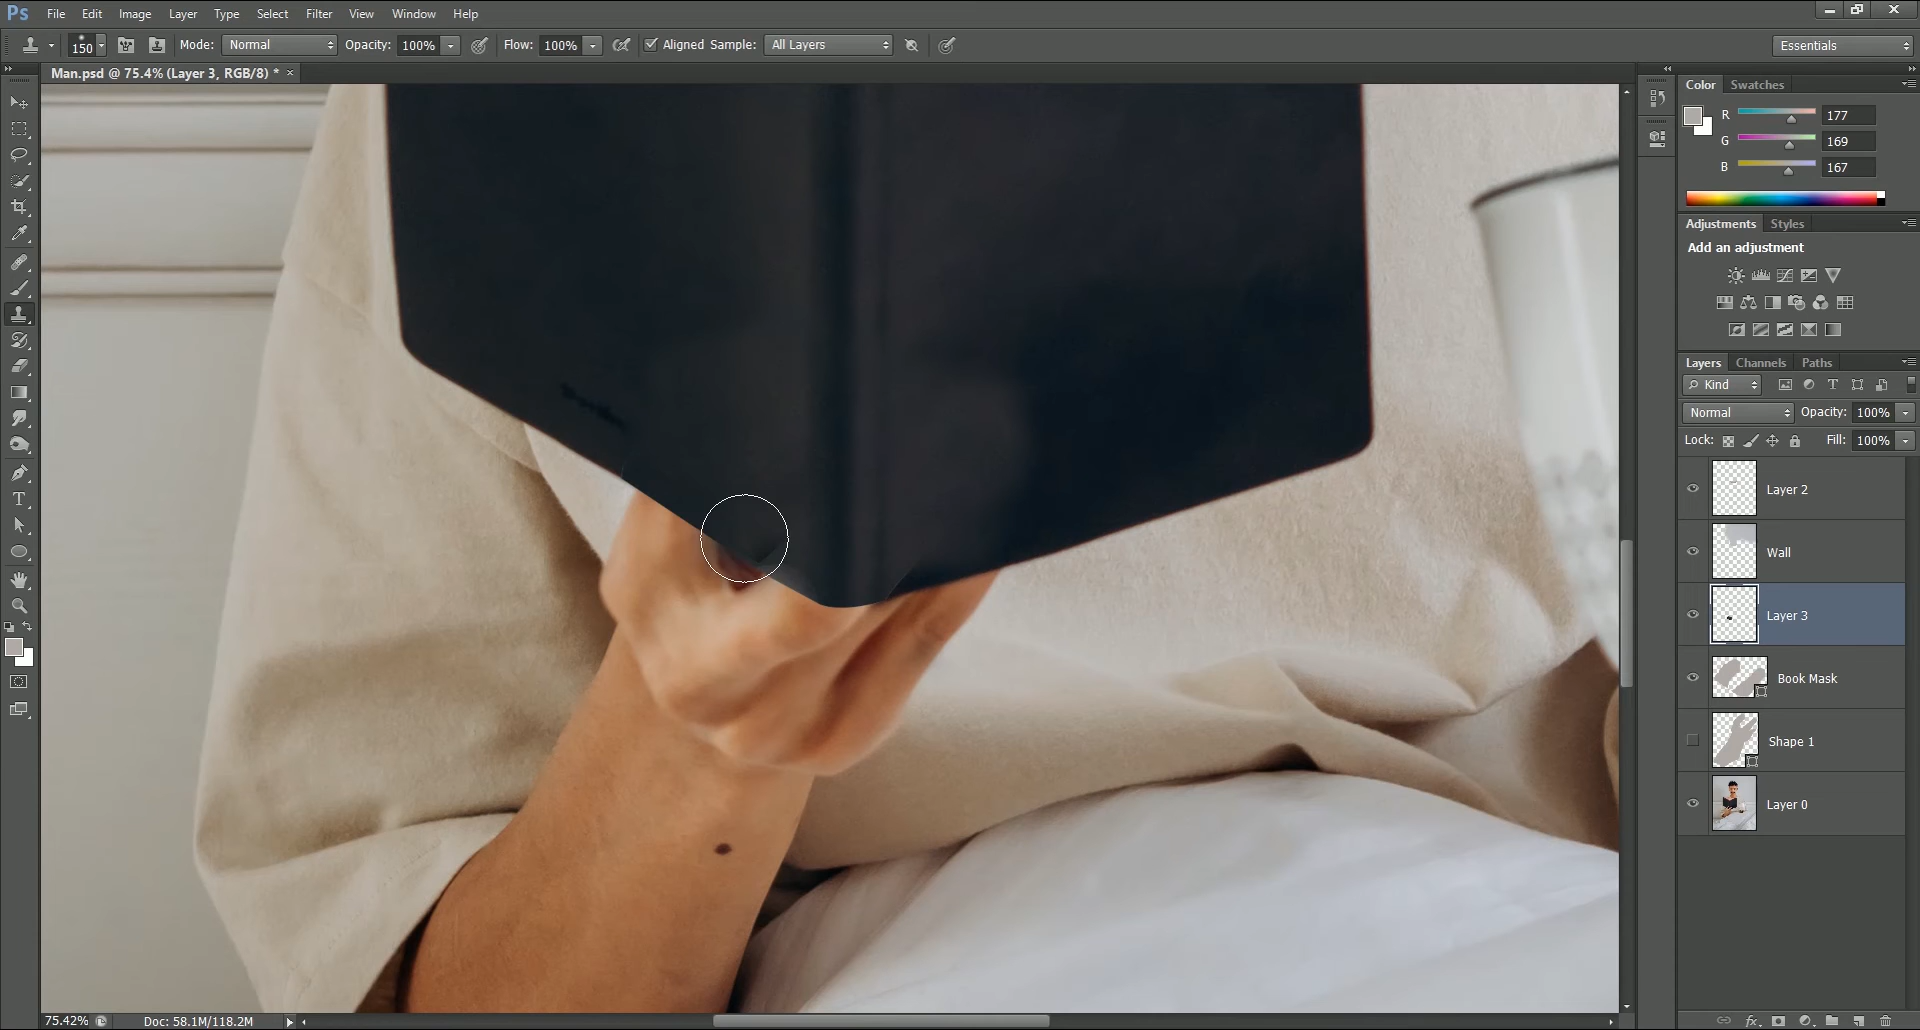 Ps File Edit Image Layer Type Select Filter View Window Help
150 Mode: Normal Opacity: 100% Flow: 100% Aligned Sample: All Layers Essentials
Man.psd @ 75.4% (Layer 3, RGB/8) * ×
Color Swatches
R 177
G 169
B 167
Adjustments Styles
Add an adjustment
Layers Channels Paths
Kind
Normal Opacity: 100%
Lock: Fill: 100%
Layer 2
Wall
Layer 3
Book Mask
Shape 1
Layer 0
75.42% Doc: 58.1M/118.2M